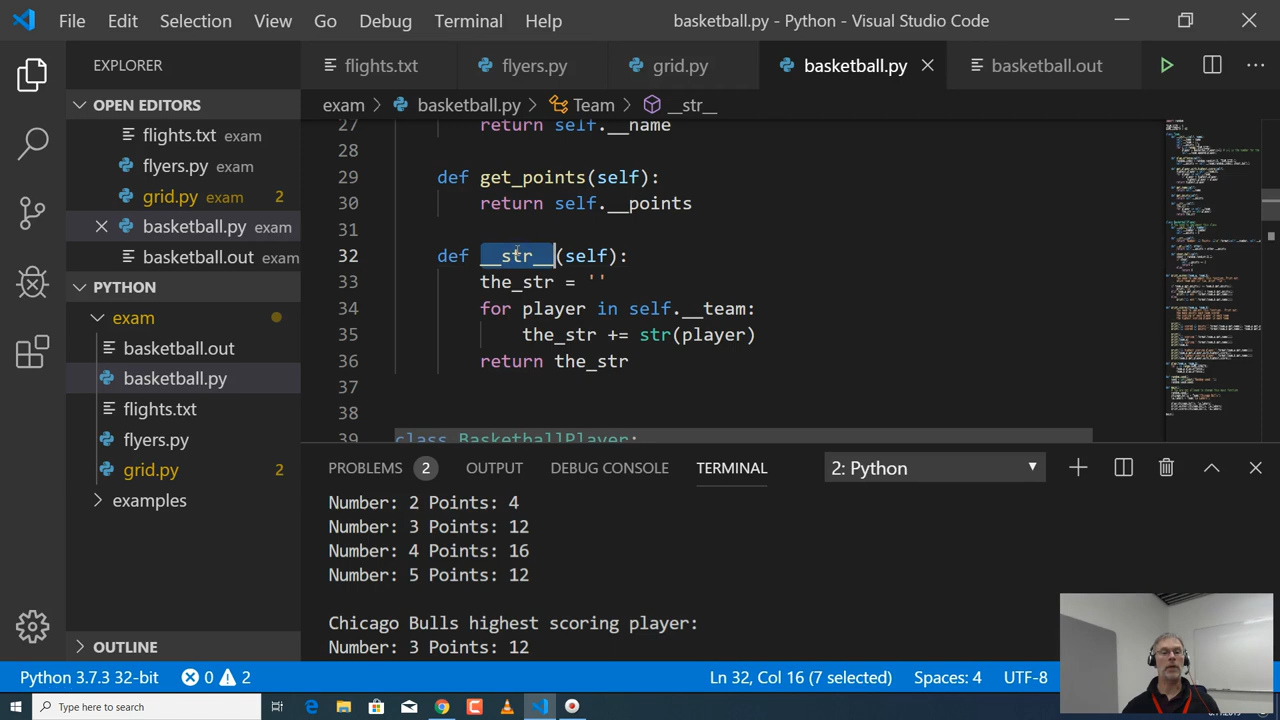 File Edit Selection View Go Debug Terminal Help basketball.py - Python - Visual Studio Code
EXPLORER
OPEN EDITORS
flights.txt exam
flyers.py exam
grid.py exam 2
basketball.py exam
basketball.out exam
PYTHON
exam
basketball.out
basketball.py
flights.txt
flyers.py
grid.py 2
examples
OUTLINE
flights.txt flyers.py grid.py basketball.py basketball.out
exam > basketball.py > Team > __str__
27 return self.__name
28
29 def get_points(self):
30 return self.__points
31
32 def __str__(self):
33 the_str = ''
34 for player in self.__team:
35 the_str += str(player)
36 return the_str
37
38
39 class BasketballPlayer:
PROBLEMS 2 OUTPUT DEBUG CONSOLE TERMINAL 2: Python
Number: 2 Points: 4
Number: 3 Points: 12
Number: 4 Points: 16
Number: 5 Points: 12
Chicago Bulls highest scoring player:
Number: 3 Points: 12
Python 3.7.3 32-bit 0 2 Ln 32, Col 16 (7 selected) Spaces: 4 UTF-8
Type here to search